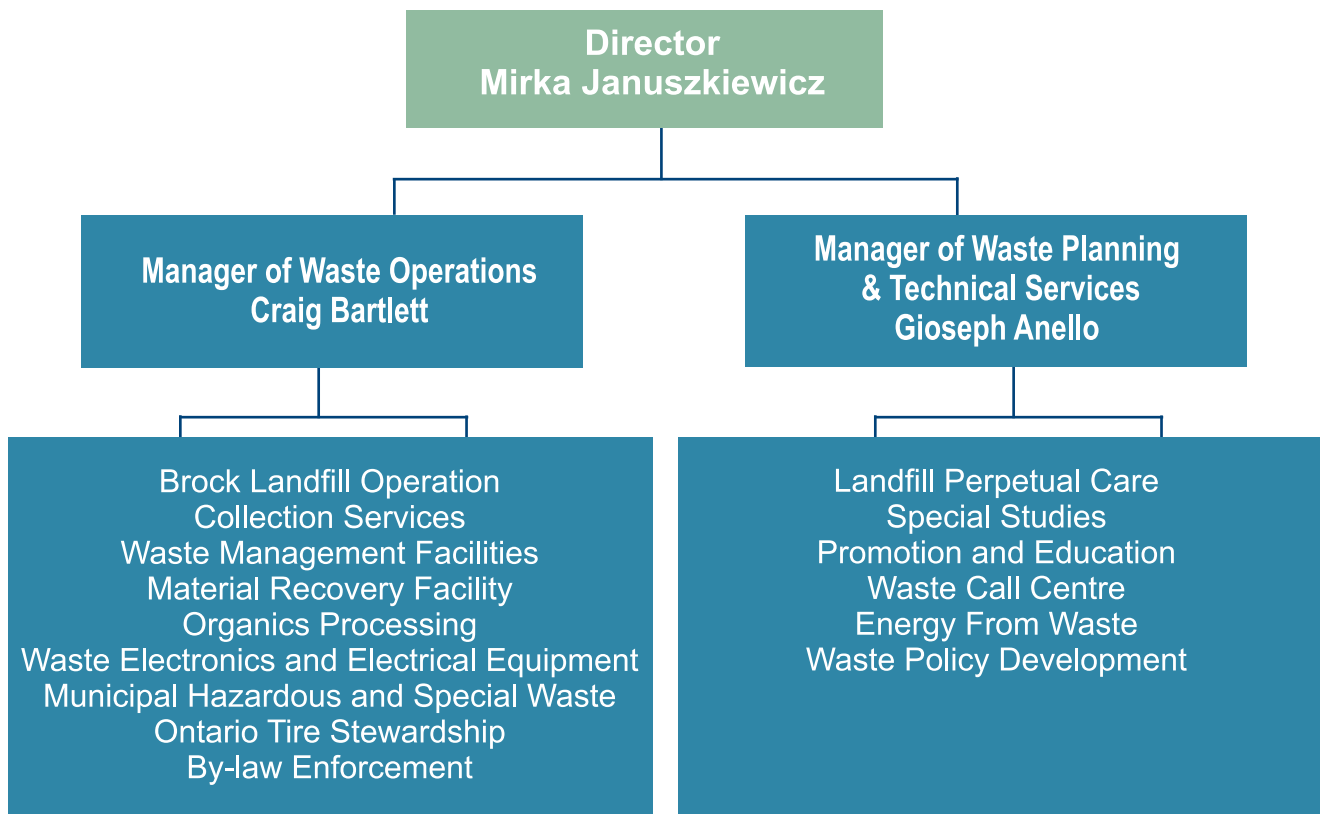 Director
Mirka Januszkiewicz
Manager of Waste Operations
Craig Bartlett
Manager of Waste Planning
& Technical Services
Gioseph Anello
Brock Landfill Operation
Collection Services
Waste Management Facilities
Material Recovery Facility
Organics Processing
Waste Electronics and Electrical Equipment
Municipal Hazardous and Special Waste
Ontario Tire Stewardship
By-law Enforcement
Landfill Perpetual Care
Special Studies
Promotion and Education
Waste Call Centre
Energy From Waste
Waste Policy Development